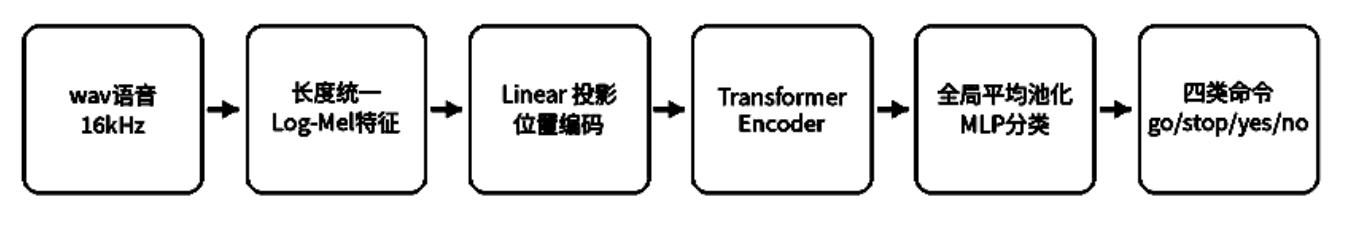 wav语音
16kHz
长度统一
Log-Mel特征
Linear 投影
位置编码
Transformer
Encoder
全局平均池化
MLP分类
四类命令
go/stop/yes/no